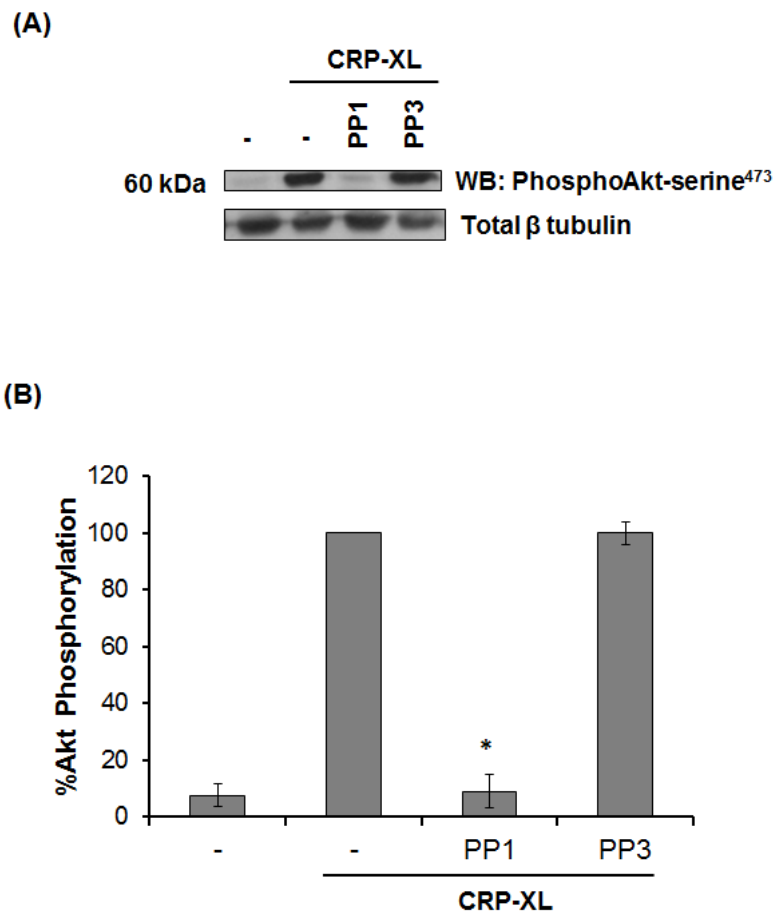 (A)
CRP-XL
- - PP1 PP3
60 kDa WB: PhosphoAkt-serine⁴⁷³
Total β tubulin
(B)
%Akt Phosphorylation
120
100
80
60
40
20
0
*
- - PP1 PP3
CRP-XL